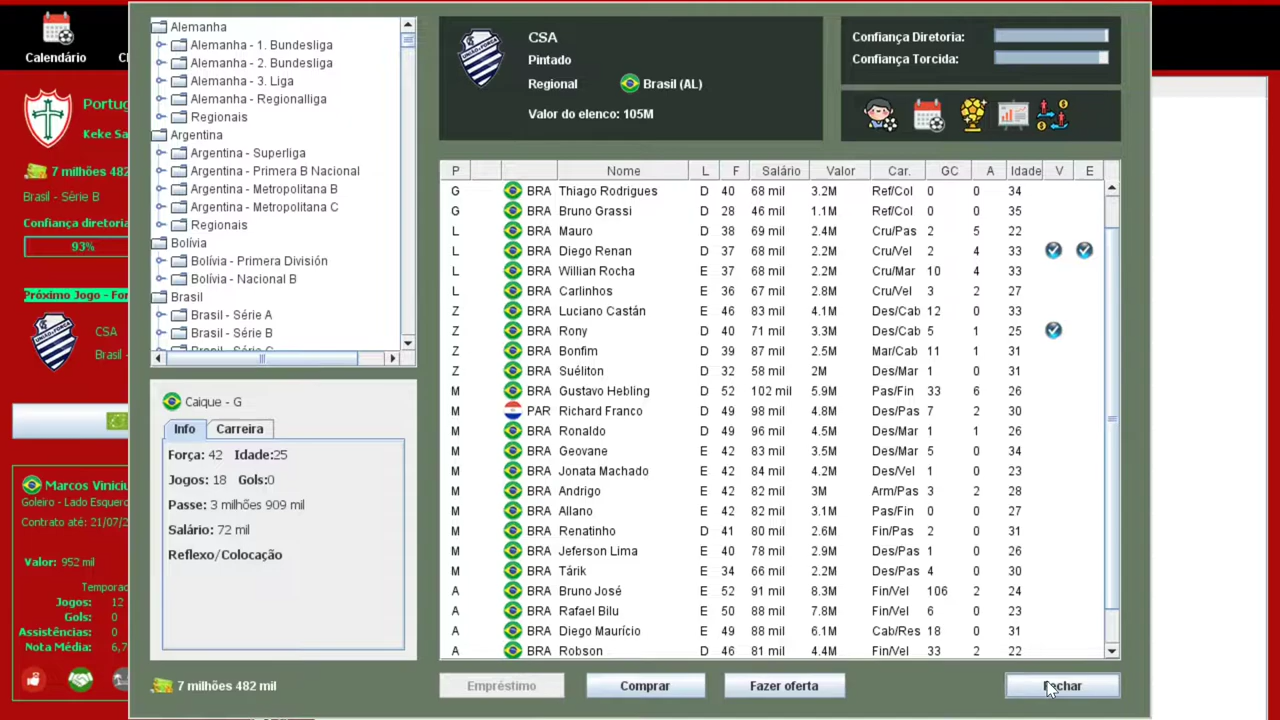 Calendário
Portug
Keke Sa
7 milhões 482
Brasil - Série B
Confiança diretoria
93%
Próximo Jogo - For
CSA
Brasil -
Marcos Viniciu
Goleiro - Lado Esquero
Contrato até: 21/07/2
Valor: 952 mil
Temporad
Jogos: 12
Gols: 0
Assistências: 0
Nota Média: 6,7
Alemanha
Alemanha - 1. Bundesliga
Alemanha - 2. Bundesliga
Alemanha - 3. Liga
Alemanha - Regionalliga
Regionais
Argentina
Argentina - Superliga
Argentina - Primera B Nacional
Argentina - Metropolitana B
Argentina - Metropolitana C
Regionais
Bolívia
Bolívia - Primera División
Bolívia - Nacional B
Brasil
Brasil - Série A
Brasil - Série B
Brasil - Série C
Caique - G
Info Carreira
Força: 42 Idade:25
Jogos: 18 Gols:0
Passe: 3 milhões 909 mil
Salário: 72 mil
Reflexo/Colocação
7 milhões 482 mil
CSA
Pintado
Regional Brasil (AL)
Valor do elenco: 105M
Confiança Diretoria:
Confiança Torcida:
P Nome L F Salário Valor Car. GC A Idade V E
G BRA Thiago Rodrigues D 40 68 mil 3.2M Ref/Col 0 0 34
G BRA Bruno Grassi D 28 46 mil 1.1M Ref/Col 0 0 35
L BRA Mauro D 38 69 mil 2.4M Cru/Pas 2 5 22
L BRA Diego Renan D 37 68 mil 2.2M Cru/Vel 2 4 33
L BRA Willian Rocha E 37 68 mil 2.2M Cru/Mar 10 4 33
L BRA Carlinhos E 36 67 mil 2.8M Cru/Vel 3 2 27
Z BRA Luciano Castán E 46 83 mil 4.1M Des/Cab 12 0 33
Z BRA Rony D 40 71 mil 3.3M Des/Cab 5 1 25
Z BRA Bonfim D 39 87 mil 2.5M Mar/Cab 11 1 31
Z BRA Suéliton D 32 58 mil 2M Des/Mar 1 0 31
M BRA Gustavo Hebling D 52 102 mil 5.9M Pas/Fin 33 6 26
M PAR Richard Franco D 49 98 mil 4.8M Des/Pas 7 2 30
M BRA Ronaldo D 49 96 mil 4.5M Des/Mar 1 1 26
M BRA Geovane D 42 83 mil 3.5M Des/Mar 5 0 34
M BRA Jonata Machado E 42 84 mil 4.2M Des/Vel 1 0 23
M BRA Andrigo E 42 82 mil 3M Arm/Pas 3 2 28
M BRA Allano E 42 82 mil 3.1M Pas/Fin 0 0 27
M BRA Renatinho D 41 80 mil 2.6M Fin/Pas 2 0 31
M BRA Jeferson Lima E 40 78 mil 2.9M Des/Pas 1 0 26
M BRA Tárik E 34 66 mil 2.2M Des/Pas 4 0 30
A BRA Bruno José E 52 91 mil 8.3M Fin/Vel 106 2 24
A BRA Rafael Bilu E 50 88 mil 7.8M Fin/Vel 6 0 23
A BRA Diego Maurício E 49 88 mil 6.1M Cab/Res 18 0 31
A BRA Robson D 46 81 mil 4.4M Fin/Vel 33 2 22
Empréstimo Comprar Fazer oferta Fechar